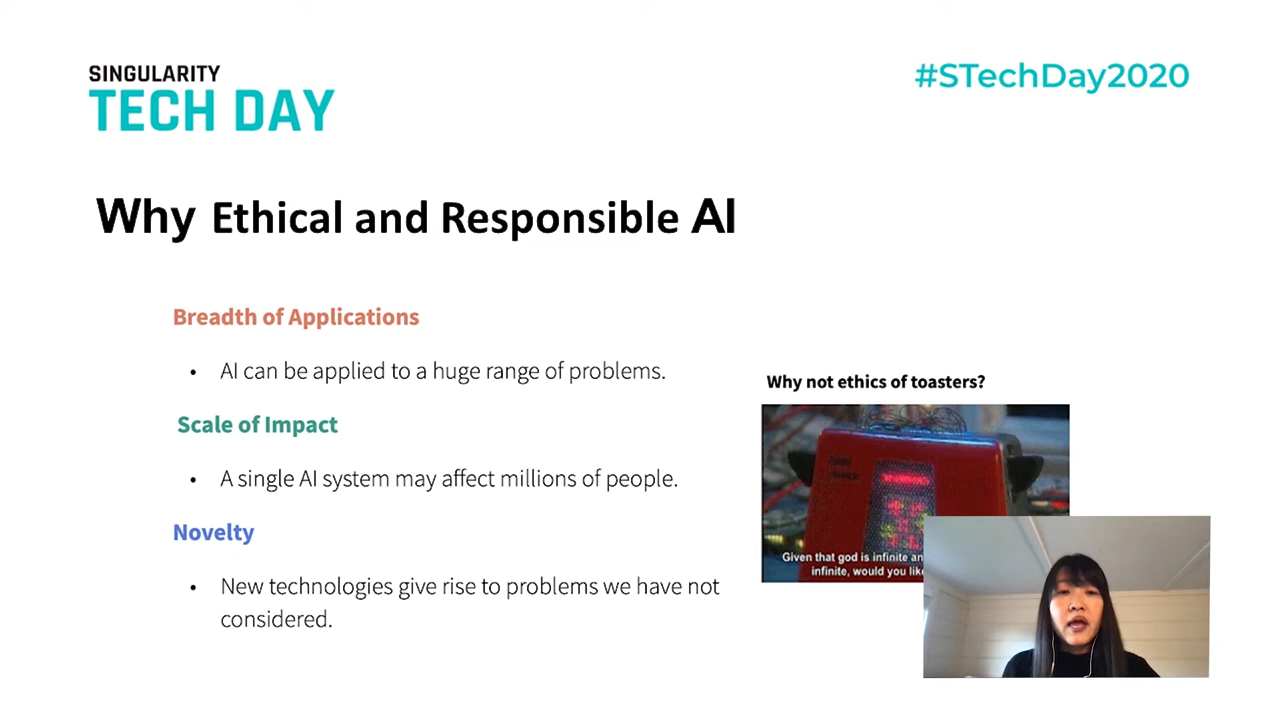 SINGULARITY
TECH DAY
#STechDay2020
Why Ethical and Responsible AI
Breadth of Applications
• AI can be applied to a huge range of problems.
Scale of Impact
• A single AI system may affect millions of people.
Novelty
• New technologies give rise to problems we have not
considered.
Why not ethics of toasters?
Given that god is infinite an
infinite, would you like